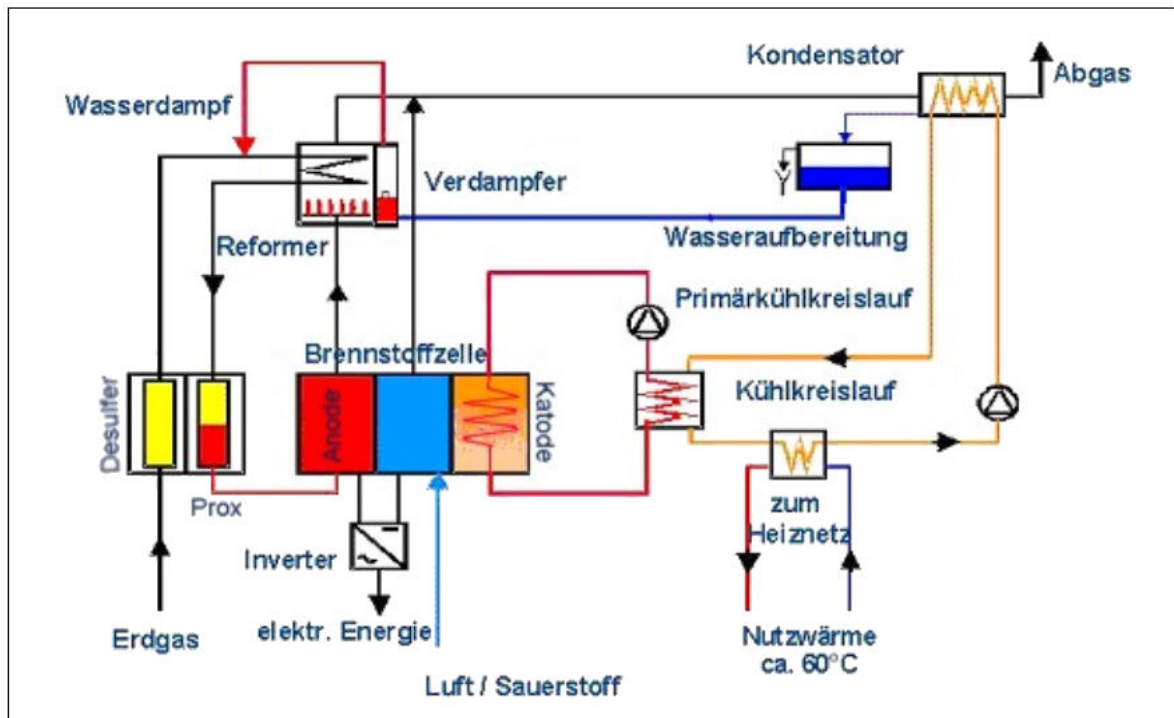 Kondensator
Abgas
Wasserdampf
Verdampfer
Wasseraufbereitung
Reformer
Primärkühlkreislauf
Brennstoffzelle
Desulfer
Anode
Katode
Kühlkreislauf
Prox
zum
Heiznetz
Inverter
Erdgas
elektr. Energie
Nutzwärme
ca. 60°C
Luft / Sauerstoff